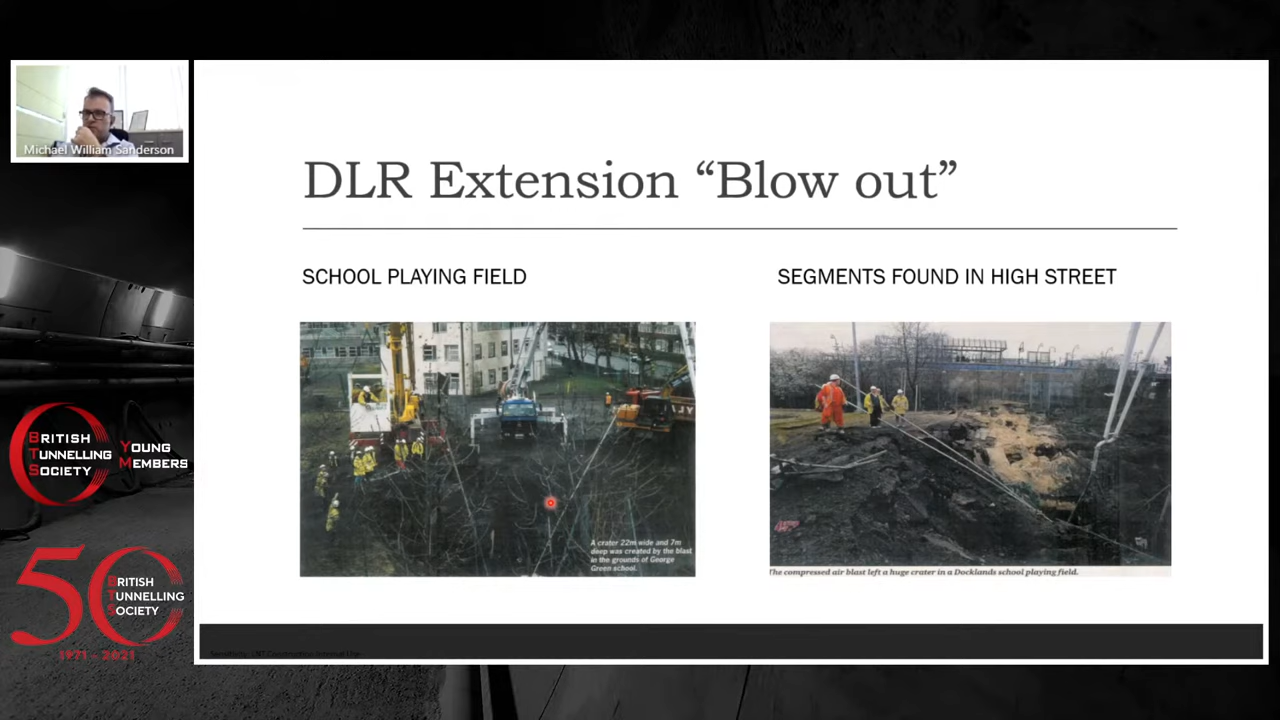 Michael William Sanderson
DLR Extension “Blow out”
SCHOOL PLAYING FIELD
SEGMENTS FOUND IN HIGH STREET
A crater 22m wide and 7m
deep was created by the blast
in the grounds of George
Green school.
The compressed air blast left a huge crater in a Docklands school playing field.
BRITISH
TUNNELLING
SOCIETY
YOUNG
MEMBERS
50
BRITISH
TUNNELLING
SOCIETY
1971 - 2021